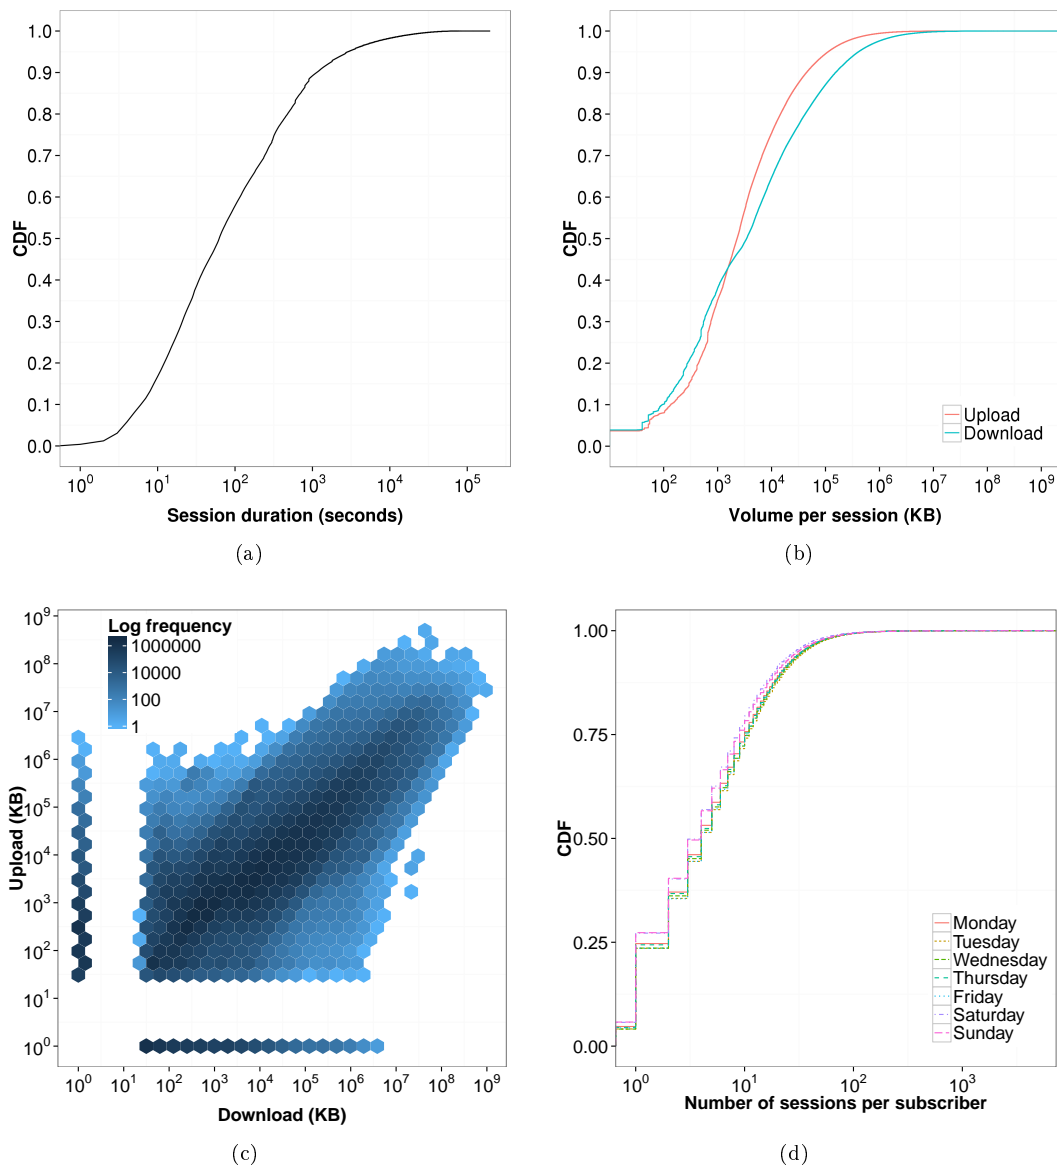 1.0
0.9
0.8
0.7
0.6
0.5
0.4
0.3
0.2
0.1
0.0
CDF
10^0 10^1 10^2 10^3 10^4 10^5
Session duration (seconds)
(a)
1.0
0.9
0.8
0.7
0.6
0.5
0.4
0.3
0.2
0.1
0.0
CDF
Upload
Download
10^2 10^3 10^4 10^5 10^6 10^7 10^8 10^9
Volume per session (KB)
(b)
10^9
10^8
10^7
10^6
10^5
10^4
10^3
10^2
10^1
10^0
Upload (KB)
Log frequency
1000000
10000
100
1
10^0 10^1 10^2 10^3 10^4 10^5 10^6 10^7 10^8 10^9
Download (KB)
(c)
1.00
0.75
0.50
0.25
0.00
CDF
Monday
Tuesday
Wednesday
Thursday
Friday
Saturday
Sunday
10^0 10^1 10^2 10^3
Number of sessions per subscriber
(d)